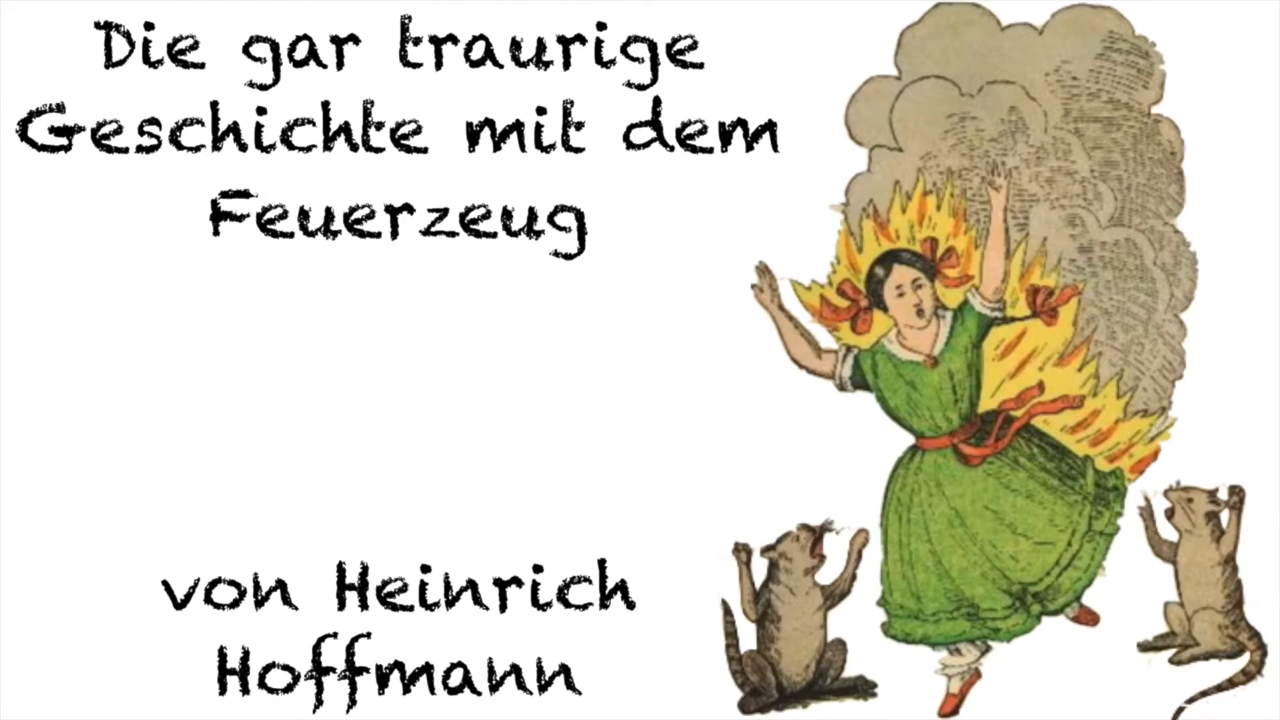 Die gar traurige
Geschichte mit dem
Feuerzeug
von Heinrich
Hoffmann